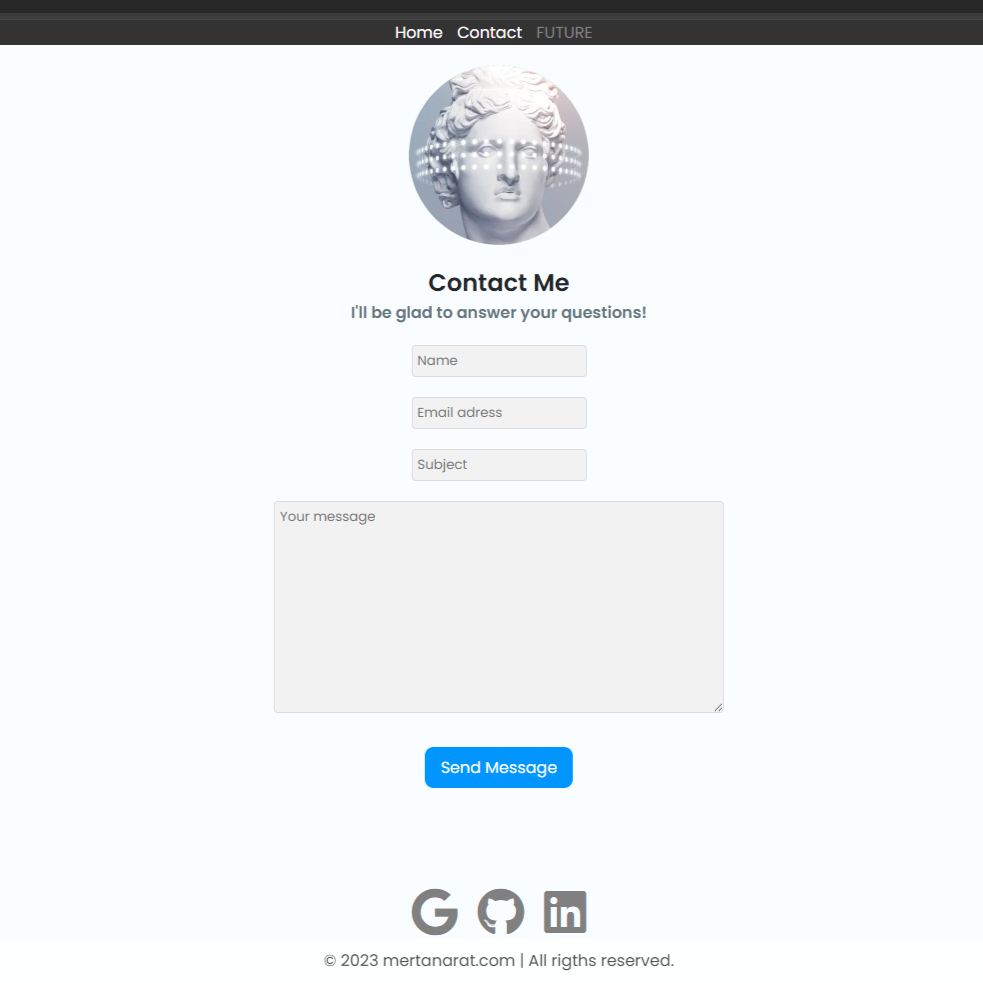 Home Contact FUTURE
Contact Me
I'll be glad to answer your questions!
Name
Email adress
Subject
Your message
Send Message
© 2023 mertanarat.com | All rigths reserved.